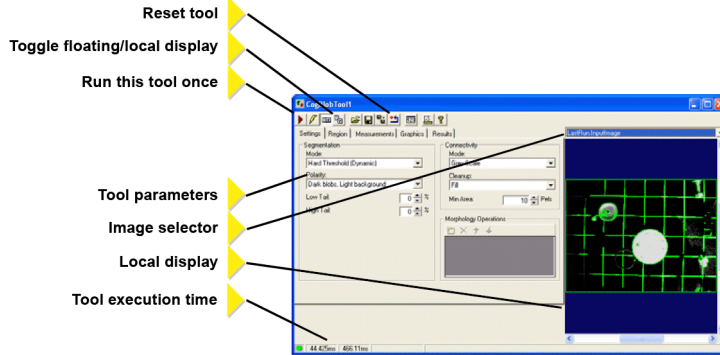 Reset tool
Toggle floating/local display
Run this tool once
CogBlobTool1
Settings Region Measurements Graphics Results
LastRun.InputImage
Segmentation
Mode:
Hard Threshold (Dynamic)
Polarity:
Dark blobs, Light background
Low Tail: 0 %
High Tail: 0 %
Connectivity
Mode:
Grey Scale
Cleanup:
Fill
Min Area: 10 Pels
Morphology Operations
Tool parameters
Image selector
Local display
Tool execution time
44.425ms 466.11ms